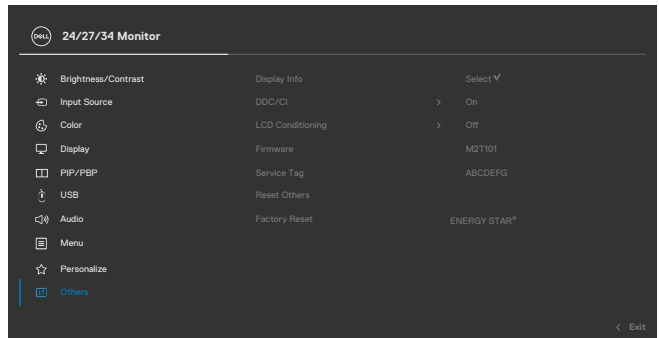 DELL 24/27/34 Monitor
Brightness/Contrast Display Info Select √
Input Source DDC/CI > On
Color LCD Conditioning > Off
Display Firmware M2T101
PIP/PBP Service Tag ABCDEFG
USB Reset Others
Audio Factory Reset ENERGY STAR®
Menu
Personalize
Others
< Exit